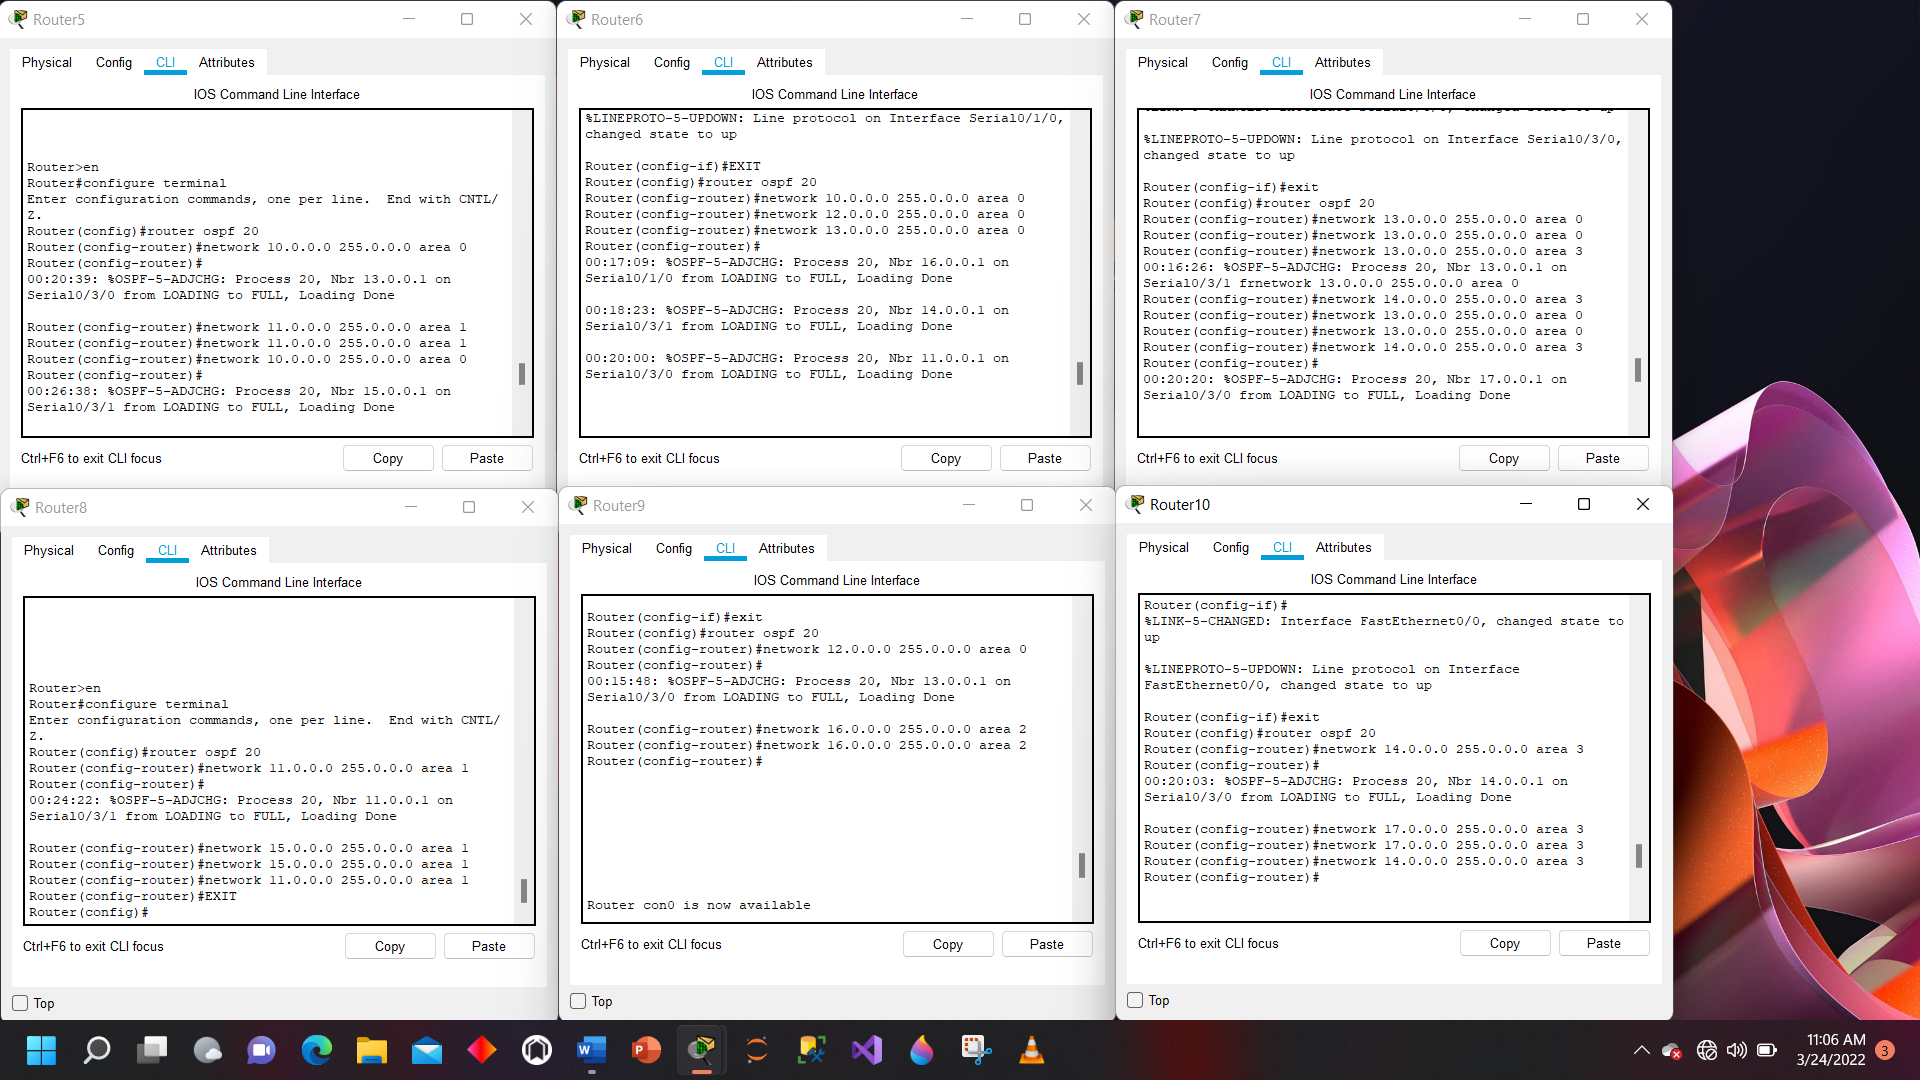 Router5
Physical Config CLI Attributes
IOS Command Line Interface
Router>en
Router#configure terminal
Enter configuration commands, one per line.  End with CNTL/
Z.
Router(config)#router ospf 20
Router(config-router)#network 10.0.0.0 255.0.0.0 area 0
Router(config-router)#
00:20:39: %OSPF-5-ADJCHG: Process 20, Nbr 13.0.0.1 on
Serial0/3/0 from LOADING to FULL, Loading Done
Router(config-router)#network 11.0.0.0 255.0.0.0 area 1
Router(config-router)#network 11.0.0.0 255.0.0.0 area 1
Router(config-router)#network 10.0.0.0 255.0.0.0 area 0
Router(config-router)#
00:26:38: %OSPF-5-ADJCHG: Process 20, Nbr 15.0.0.1 on
Serial0/3/1 from LOADING to FULL, Loading Done
Ctrl+F6 to exit CLI focus
Copy Paste
Router6
Physical Config CLI Attributes
IOS Command Line Interface
%LINEPROTO-5-UPDOWN: Line protocol on Interface Serial0/1/0,
changed state to up
Router(config-if)#EXIT
Router(config)#router ospf 20
Router(config-router)#network 10.0.0.0 255.0.0.0 area 0
Router(config-router)#network 12.0.0.0 255.0.0.0 area 0
Router(config-router)#network 13.0.0.0 255.0.0.0 area 0
Router(config-router)#
00:17:09: %OSPF-5-ADJCHG: Process 20, Nbr 16.0.0.1 on
Serial0/1/0 from LOADING to FULL, Loading Done
00:18:23: %OSPF-5-ADJCHG: Process 20, Nbr 14.0.0.1 on
Serial0/3/1 from LOADING to FULL, Loading Done
00:20:00: %OSPF-5-ADJCHG: Process 20, Nbr 11.0.0.1 on
Serial0/3/0 from LOADING to FULL, Loading Done
Ctrl+F6 to exit CLI focus
Copy Paste
Router7
Physical Config CLI Attributes
IOS Command Line Interface
%LINEPROTO-5-UPDOWN: Line protocol on Interface Serial0/3/0,
changed state to up
Router(config-if)#exit
Router(config)#router ospf 20
Router(config-router)#network 13.0.0.0 255.0.0.0 area 0
Router(config-router)#network 13.0.0.0 255.0.0.0 area 0
Router(config-router)#network 13.0.0.0 255.0.0.0 area 3
00:16:26: %OSPF-5-ADJCHG: Process 20, Nbr 13.0.0.1 on
Serial0/3/1 frnetwork 13.0.0.0 255.0.0.0 area 0
Router(config-router)#network 14.0.0.0 255.0.0.0 area 3
Router(config-router)#network 13.0.0.0 255.0.0.0 area 0
Router(config-router)#network 13.0.0.0 255.0.0.0 area 0
Router(config-router)#network 14.0.0.0 255.0.0.0 area 3
Router(config-router)#
00:20:20: %OSPF-5-ADJCHG: Process 20, Nbr 17.0.0.1 on
Serial0/3/0 from LOADING to FULL, Loading Done
Ctrl+F6 to exit CLI focus
Copy Paste
Router8
Physical Config CLI Attributes
IOS Command Line Interface
Router>en
Router#configure terminal
Enter configuration commands, one per line.  End with CNTL/
Z.
Router(config)#router ospf 20
Router(config-router)#network 11.0.0.0 255.0.0.0 area 1
Router(config-router)#
00:24:22: %OSPF-5-ADJCHG: Process 20, Nbr 11.0.0.1 on
Serial0/3/1 from LOADING to FULL, Loading Done
Router(config-router)#network 15.0.0.0 255.0.0.0 area 1
Router(config-router)#network 15.0.0.0 255.0.0.0 area 1
Router(config-router)#network 11.0.0.0 255.0.0.0 area 1
Router(config-router)#EXIT
Router(config)#
Ctrl+F6 to exit CLI focus
Copy Paste
Top
Router9
Physical Config CLI Attributes
IOS Command Line Interface
Router(config-if)#exit
Router(config)#router ospf 20
Router(config-router)#network 12.0.0.0 255.0.0.0 area 0
Router(config-router)#
00:15:48: %OSPF-5-ADJCHG: Process 20, Nbr 13.0.0.1 on
Serial0/3/0 from LOADING to FULL, Loading Done
Router(config-router)#network 16.0.0.0 255.0.0.0 area 2
Router(config-router)#network 16.0.0.0 255.0.0.0 area 2
Router(config-router)#
Router con0 is now available
Ctrl+F6 to exit CLI focus
Copy Paste
Top
Router10
Physical Config CLI Attributes
IOS Command Line Interface
Router(config-if)#
%LINK-5-CHANGED: Interface FastEthernet0/0, changed state to
up
%LINEPROTO-5-UPDOWN: Line protocol on Interface
FastEthernet0/0, changed state to up
Router(config-if)#exit
Router(config)#router ospf 20
Router(config-router)#network 14.0.0.0 255.0.0.0 area 3
Router(config-router)#
00:20:03: %OSPF-5-ADJCHG: Process 20, Nbr 14.0.0.1 on
Serial0/3/0 from LOADING to FULL, Loading Done
Router(config-router)#network 17.0.0.0 255.0.0.0 area 3
Router(config-router)#network 17.0.0.0 255.0.0.0 area 3
Router(config-router)#network 14.0.0.0 255.0.0.0 area 3
Router(config-router)#
Ctrl+F6 to exit CLI focus
Copy Paste
Top
W P
11:06 AM
3/24/2022
3